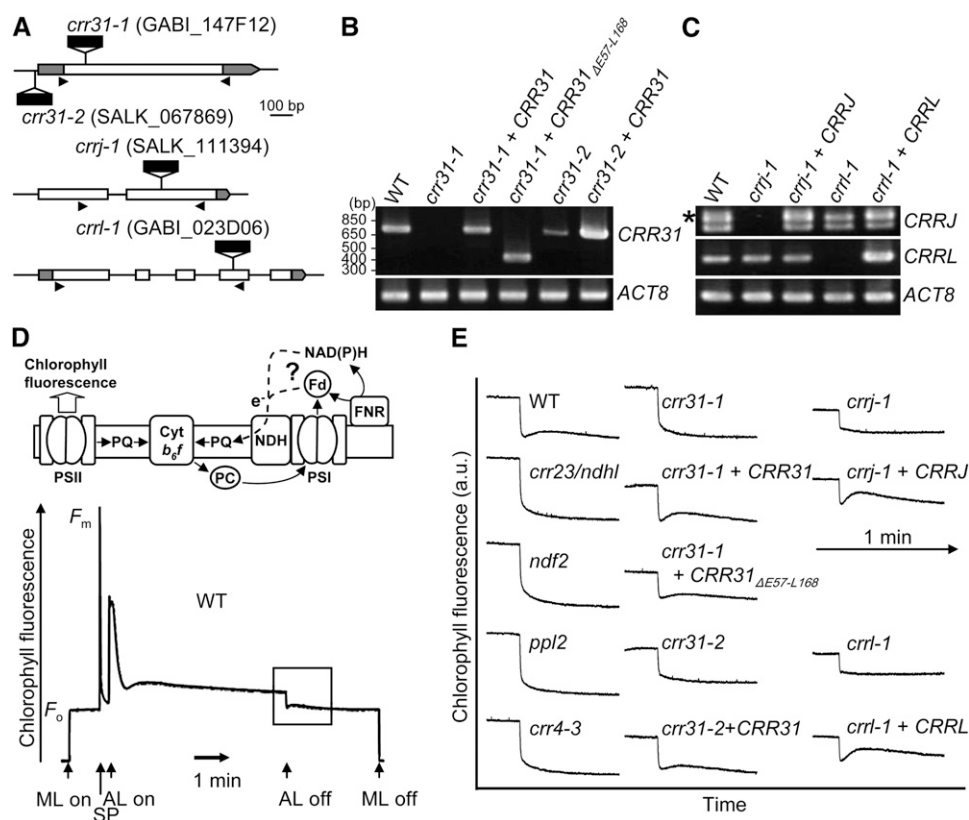 A
crr31-1 (GABI_147F12)
100 bp
crr31-2 (SALK_067869)
crrj-1 (SALK_111394)
crrl-1 (GABI_023D06)
B
WT
crr31-1
crr31-1 + CRR31
crr31-1 + CRR31ΔE57-L168
crr31-2
crr31-2 + CRR31
(bp)
850
650
500
400
300
CRR31
ACT8
C
WT
crrj-1
crrj-1 + CRRJ
crrl-1
crrl-1 + CRRL
*
CRRJ
CRRL
ACT8
D
Chlorophyll
fluorescence
NAD(P)H
?
Fd
e-
FNR
PQ
Cyt
b6f
PQ
NDH
PSII
PC
PSI
Chlorophyll fluorescence
Fm
WT
Fo
1 min
ML on
SP
AL on
AL off
ML off
E
Chlorophyll fluorescence (a.u.)
WT
crr31-1
crrj-1
crr23/ndhl
crr31-1 + CRR31
crrj-1 + CRRJ
1 min
ndf2
crr31-1
+ CRR31ΔE57-L168
ppl2
crr31-2
crrl-1
crr4-3
crr31-2+CRR31
crrl-1 + CRRL
Time